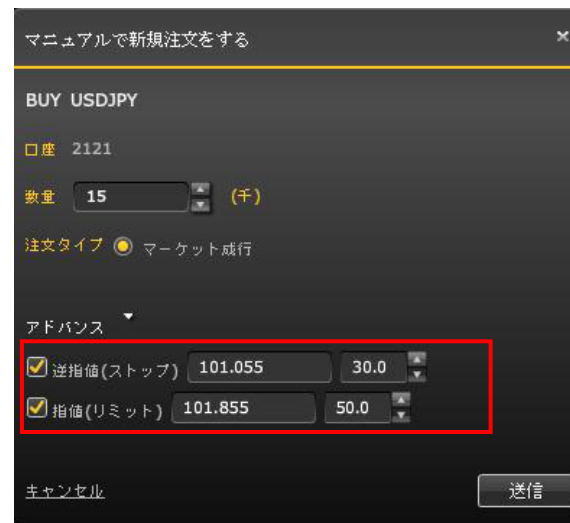 マニュアルで新規注文をする ×
BUY USDJPY
口座 2121
数量 15 (千)
注文タイプ マーケット成行
アドバンス
逆指値(ストップ) 101.055 30.0
指値(リミット) 101.855 50.0
キャンセル 送信